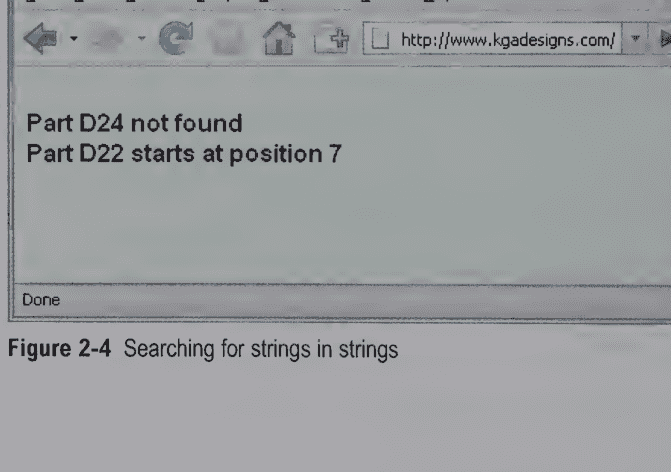 http://www.kgadesigns.com/
Part D24 not found
Part D22 starts at position 7
Done
Figure 2-4 Searching for strings in strings